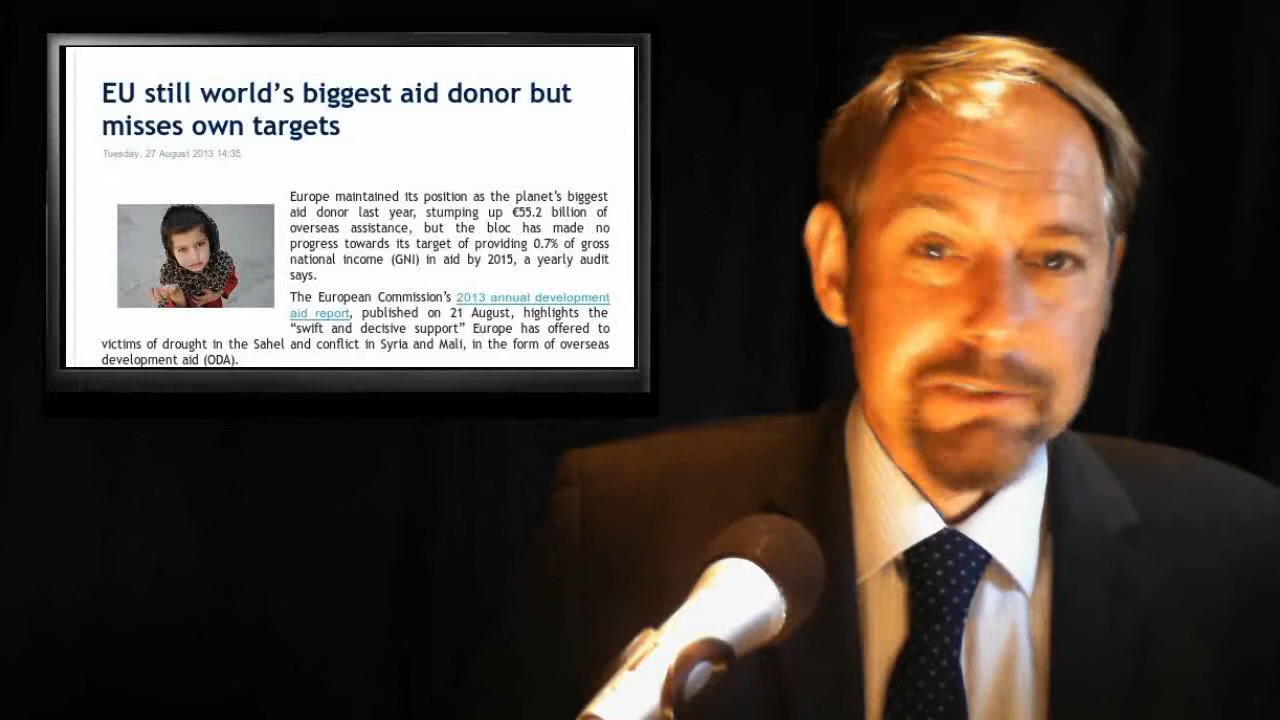 EU still world's biggest aid donor but
misses own targets
Tuesday, 27 August 2013 14:35
Europe maintained its position as the planet's biggest
aid donor last year, stumping up €55.2 billion of
overseas assistance, but the bloc has made no
progress towards its target of providing 0.7% of gross
national income (GNI) in aid by 2015, a yearly audit
says.
The European Commission's 2013 annual development
aid report, published on 21 August, highlights the
“swift and decisive support” Europe has offered to
victims of drought in the Sahel and conflict in Syria and Mali, in the form of overseas
development aid (ODA).